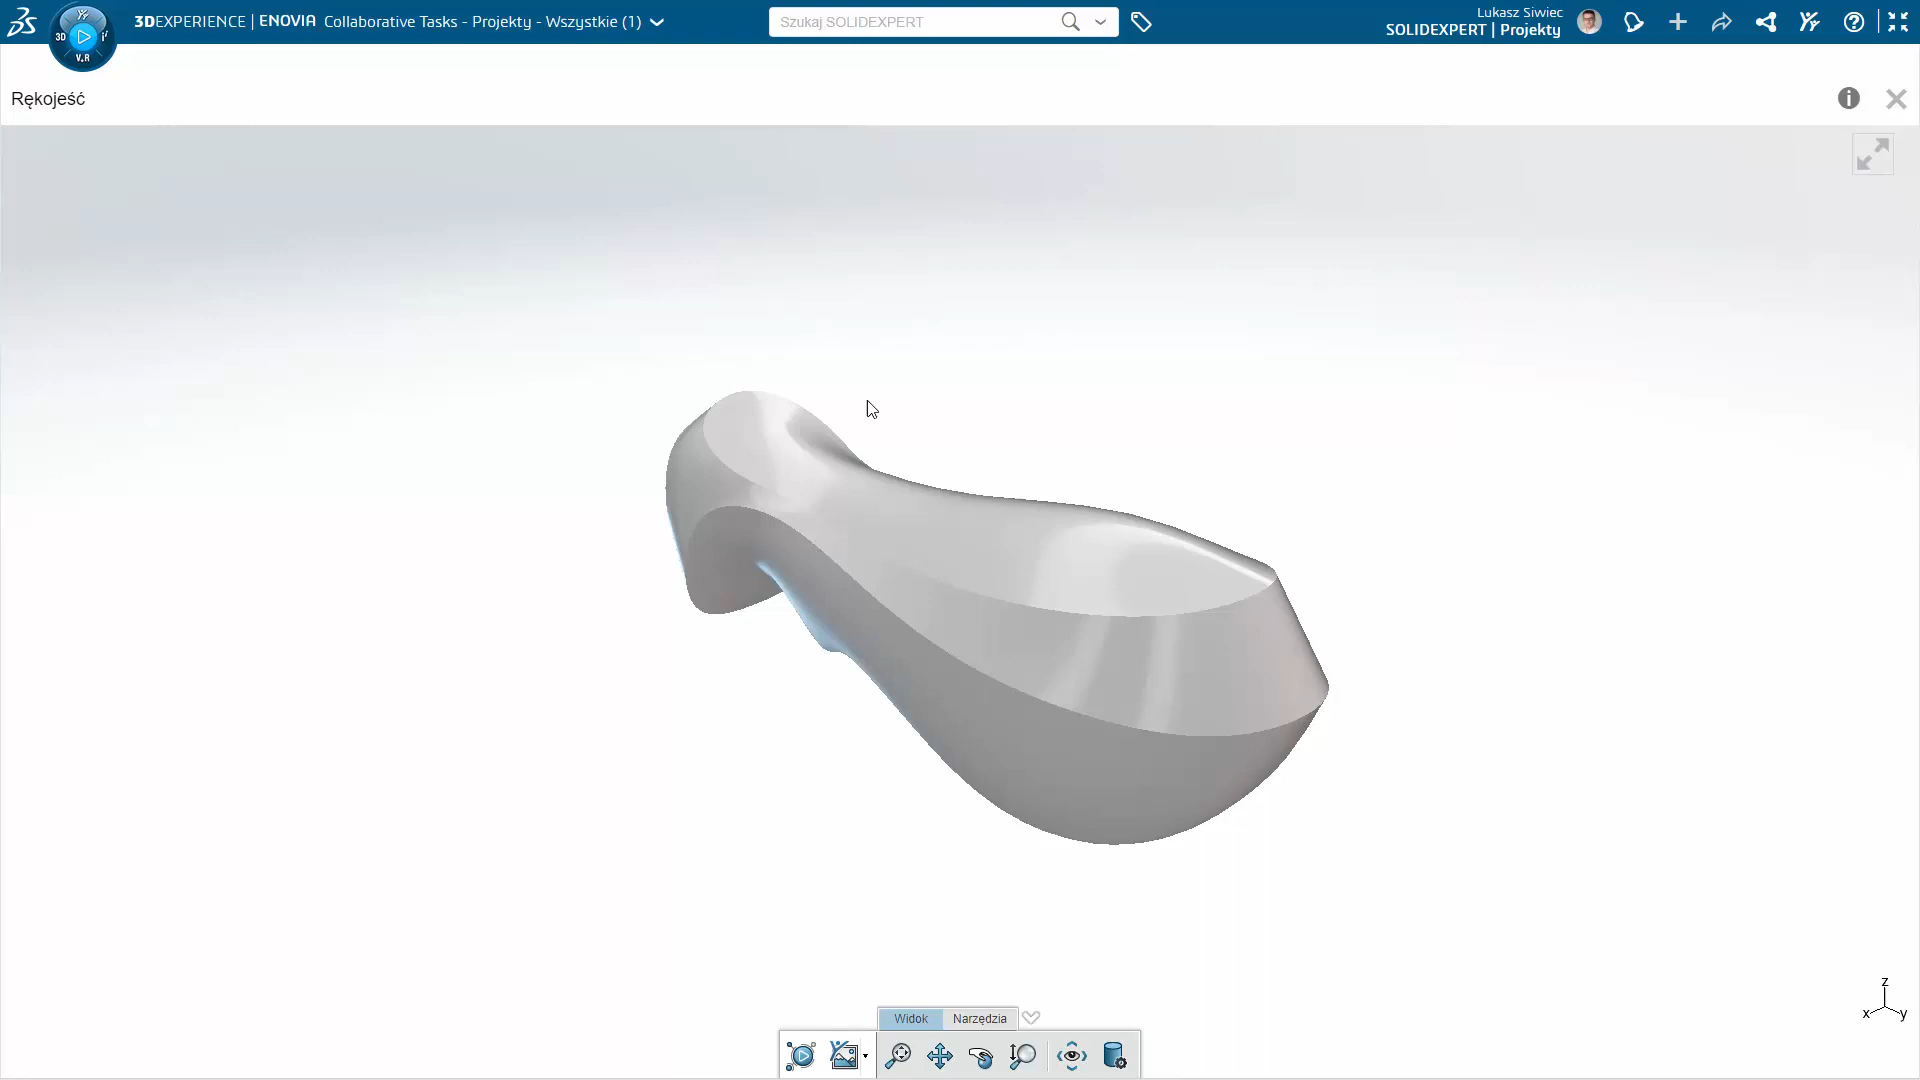 3DEXPERIENCE | ENOVIA Collaborative Tasks - Projekty - Wszystkie (1)
Szukaj SOLIDEXPERT
Lukasz Siwiec
SOLIDEXPERT | Projekty
3D
V.R
Rękojeść
z
x
y
Widok
Narzędzia